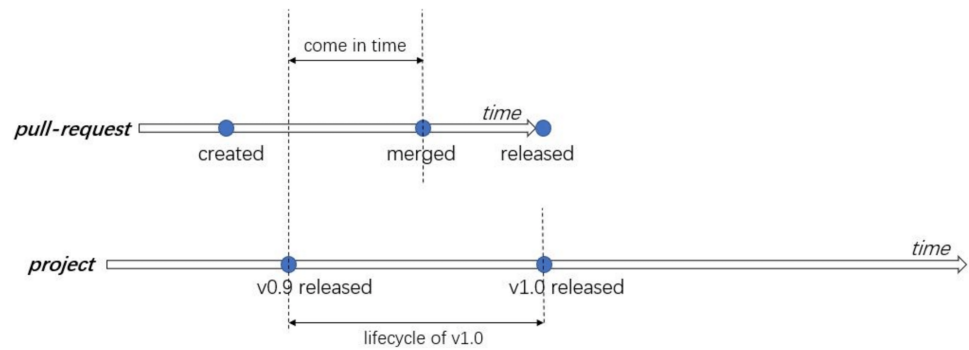 come in time
time
pull-request
created
merged
released
time
project
v0.9 released
v1.0 released
lifecycle of v1.0